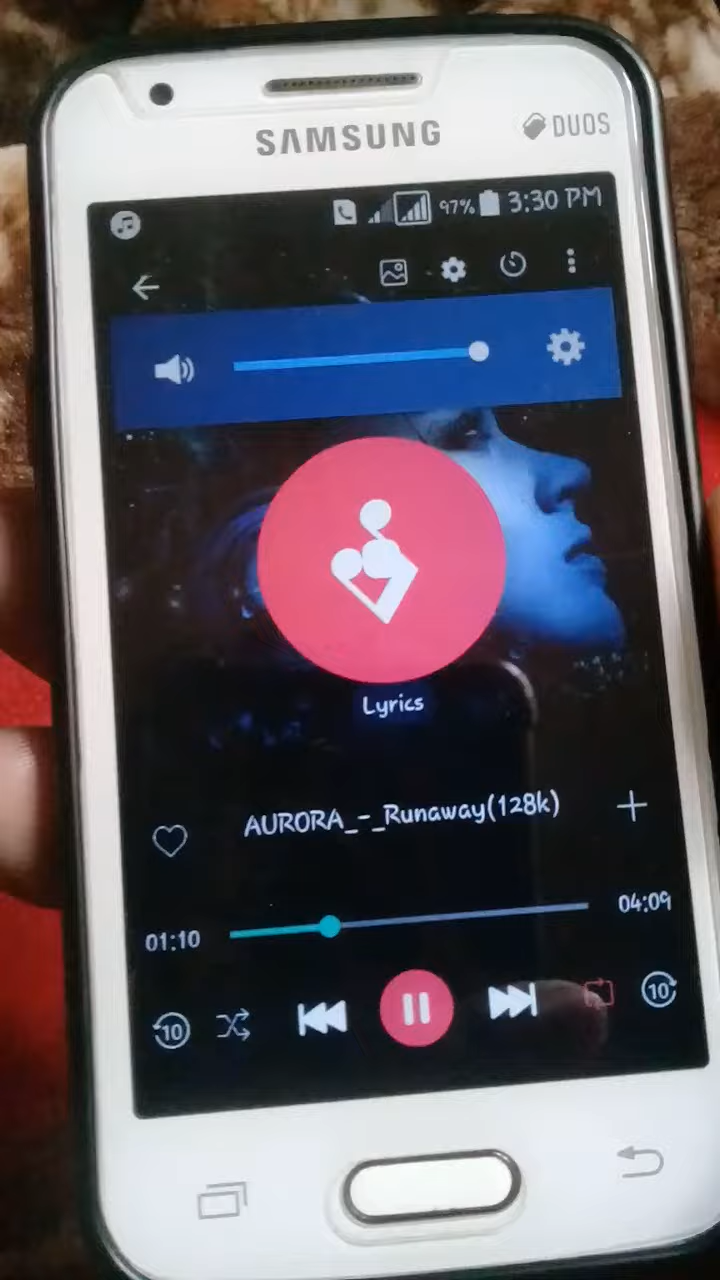 SAMSUNG
DUOS
97% 3:30 PM
Lyrics
AURORA_-_Runaway(128k)
01:10
04:09
10
10